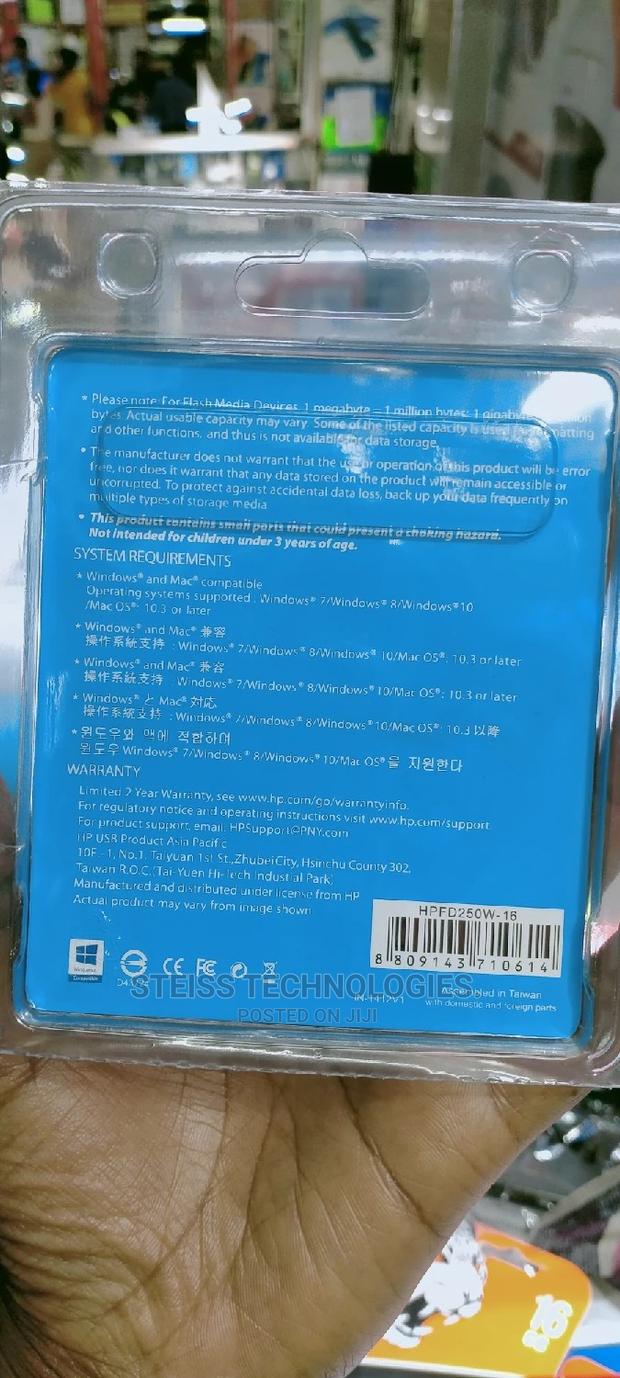 * Please note: For Flash Media Devices, 1 megabyte = 1 million bytes; 1 gigabyte
bytes. Actual usable capacity may vary. Some of the listed capacity is used for formatting
and other functions, and thus is not available for data storage.
• The manufacturer does not warrant that the use or operation of this product will be error
free, nor does it warrant that any data stored on the product will remain accessible or
uncorrupted. To protect against accidental data loss, back up your data frequently on
multiple types of storage media
• This product contains small parts that could present a choking hazard.
Not intended for children under 3 years of age.
SYSTEM REQUIREMENTS
* Windows® and Mac® compatible
Operating systems supported : Windows® 7/Windows® 8/Windows®10
/Mac OS®: 10.3 or later
* Windows® and Mac® 兼容
操作系統支持 : Windows® 7/Windows® 8/Windows® 10/Mac OS®: 10.3 or later
* Windows® and Mac® 兼容
操作系統支持 : Windows® 7/Windows® 8/Windows® 10/Mac OS®: 10.3 or later
* Windows® と Mac® 対応
操作系統支持 : Windows® 7/Windows® 8/Windows® 10/Mac OS®: 10.3 以降
* 윈도우와 맥에 적합하여
윈도우 Windows® 7/Windows® 8/Windows® 10/Mac OS® 을 지원한다
WARRANTY
Limited 2 Year Warranty, see www.hp.com/go/warrantyinfo.
For regulatory notice and operating instructions visit www.hp.com/support.
For product support, email: HPSupport@PNY.com
HP USB Product Asia Pacific
10F.-1, No.1, Taiyuan 1st St.,Zhubei City, Hsinchu County 302,
Taiwan R.O.C.(Tai-Yuen Hi-Tech Industial Park)
Manufactured and distributed under license from HP
Actual product may vary from image shown
HPFD250W-16
8 809143 710614
Windows
Compatible
CE FC
Assembled in Taiwan
with domestic and foreign parts
STEISS TECHNOLOGIES
POSTED ON JIJI
16